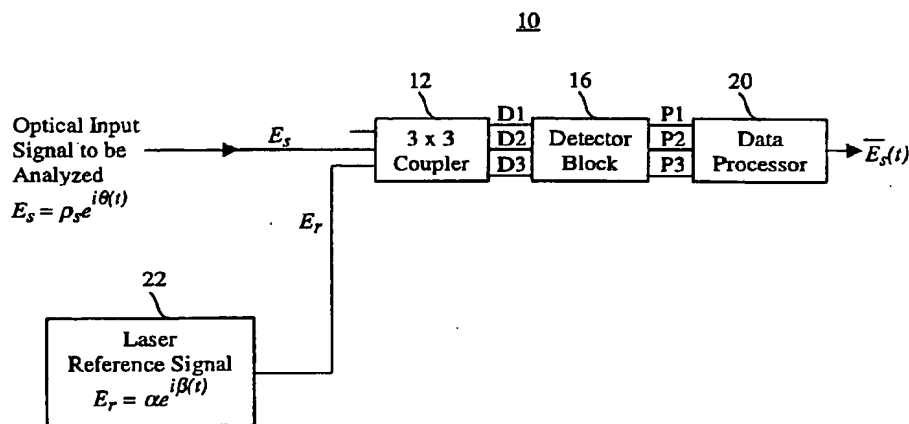 10
12
16
20
Optical Input
Signal to be
Analyzed
E_s = ρ_s e^{iθ(t)}
E_s
3 x 3
Coupler
D1
D2
D3
Detector
Block
P1
P2
P3
Data
Processor
\overline{E_s}(t)
E_r
22
Laser
Reference Signal
E_r = αe^{iβ(t)}